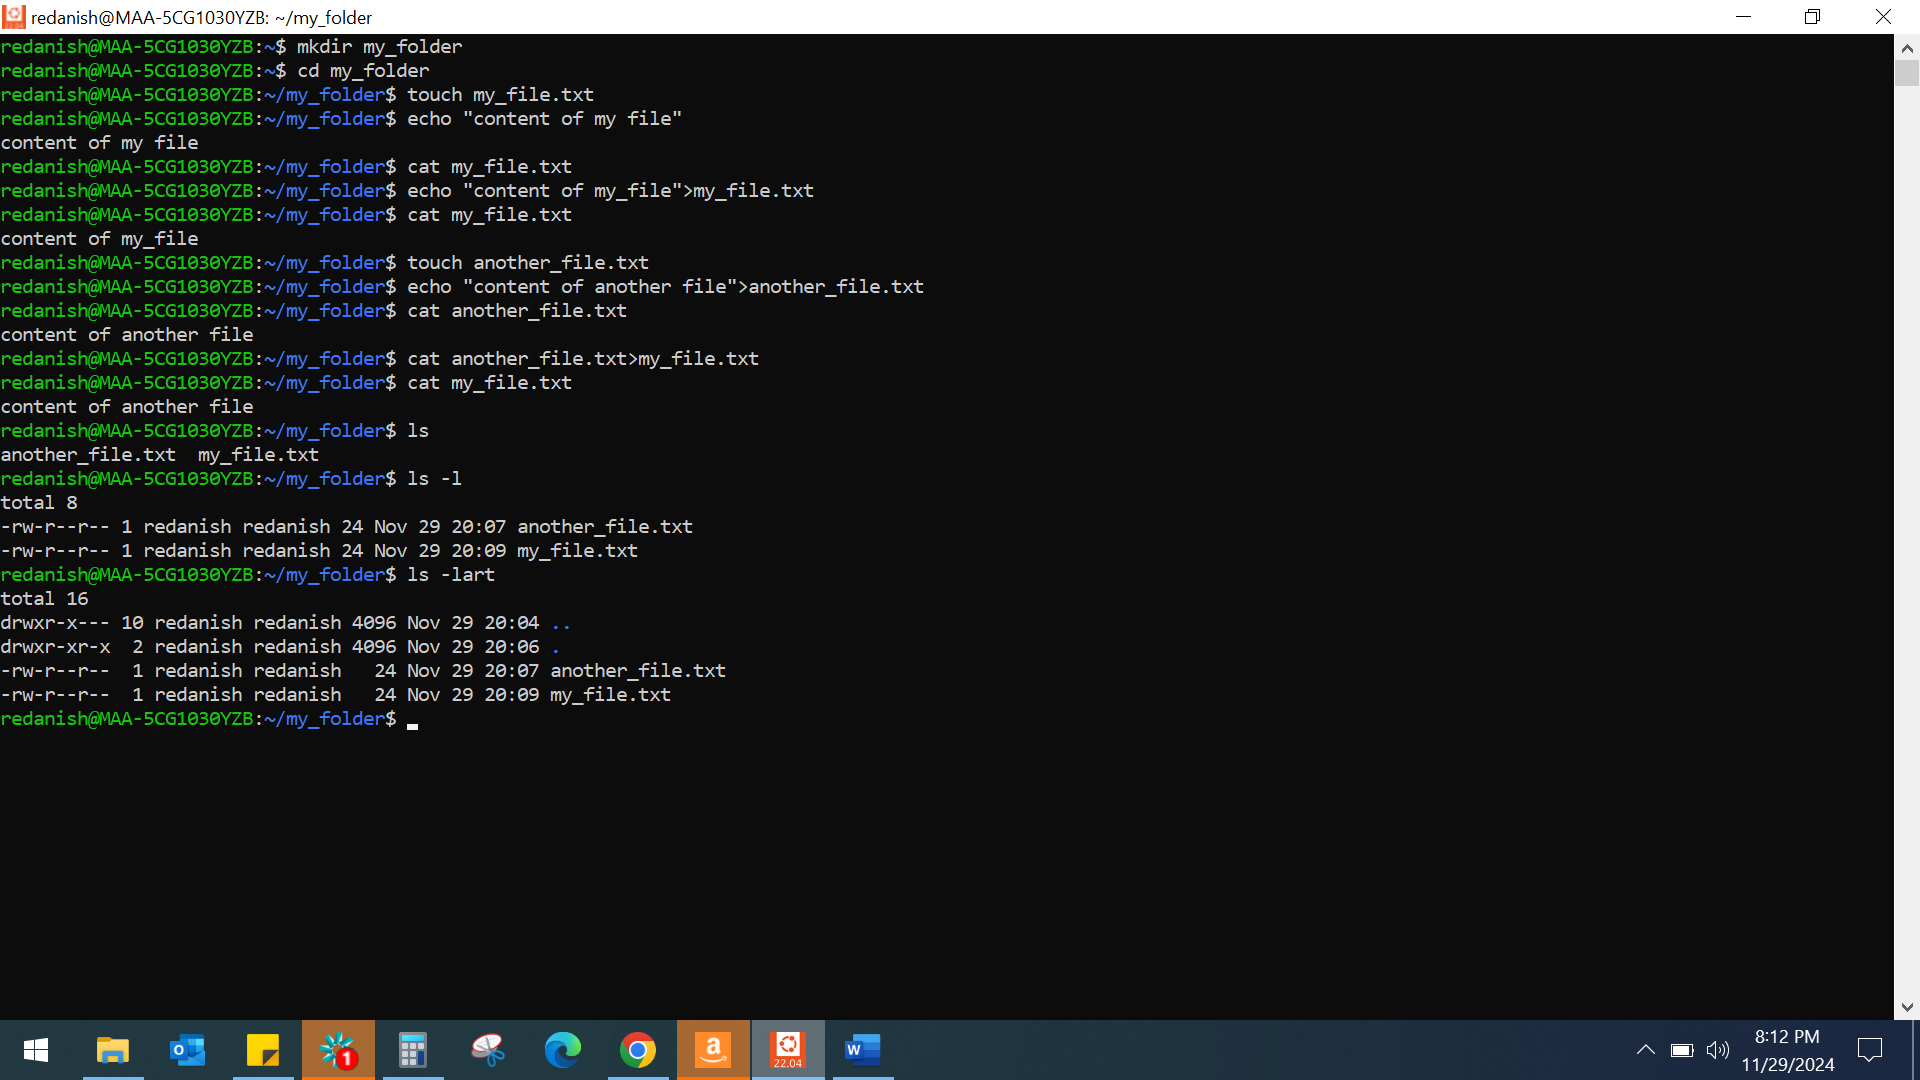 redanish@MAA-5CG1030YZB: ~/my_folder
redanish@MAA-5CG1030YZB:~$ mkdir my_folder
redanish@MAA-5CG1030YZB:~$ cd my_folder
redanish@MAA-5CG1030YZB:~/my_folder$ touch my_file.txt
redanish@MAA-5CG1030YZB:~/my_folder$ echo "content of my file"
content of my file
redanish@MAA-5CG1030YZB:~/my_folder$ cat my_file.txt
redanish@MAA-5CG1030YZB:~/my_folder$ echo "content of my_file">my_file.txt
redanish@MAA-5CG1030YZB:~/my_folder$ cat my_file.txt
content of my_file
redanish@MAA-5CG1030YZB:~/my_folder$ touch another_file.txt
redanish@MAA-5CG1030YZB:~/my_folder$ echo "content of another file">another_file.txt
redanish@MAA-5CG1030YZB:~/my_folder$ cat another_file.txt
content of another file
redanish@MAA-5CG1030YZB:~/my_folder$ cat another_file.txt>my_file.txt
redanish@MAA-5CG1030YZB:~/my_folder$ cat my_file.txt
content of another file
redanish@MAA-5CG1030YZB:~/my_folder$ ls
another_file.txt  my_file.txt
redanish@MAA-5CG1030YZB:~/my_folder$ ls -l
total 8
-rw-r--r-- 1 redanish redanish 24 Nov 29 20:07 another_file.txt
-rw-r--r-- 1 redanish redanish 24 Nov 29 20:09 my_file.txt
redanish@MAA-5CG1030YZB:~/my_folder$ ls -lart
total 16
drwxr-x--- 10 redanish redanish 4096 Nov 29 20:04 ..
drwxr-xr-x  2 redanish redanish 4096 Nov 29 20:06 .
-rw-r--r--  1 redanish redanish   24 Nov 29 20:07 another_file.txt
-rw-r--r--  1 redanish redanish   24 Nov 29 20:09 my_file.txt
redanish@MAA-5CG1030YZB:~/my_folder$
1
a
22.04
W
8:12 PM
11/29/2024